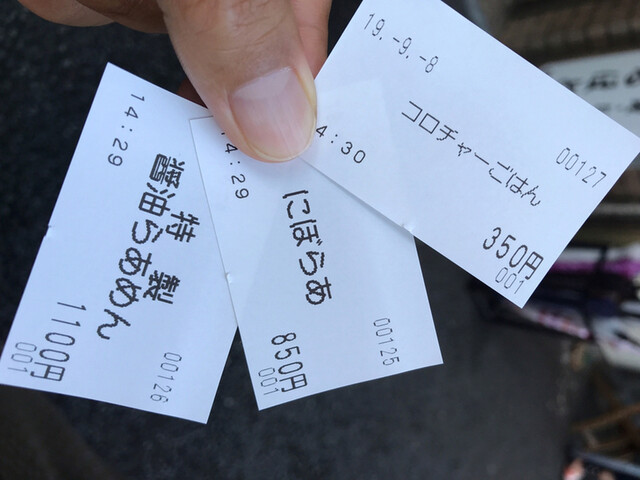 14:29
特製
醤油らあめん
00126
1100円
001
14:29
にぼらぁ
00125
850円
001
19.-9.-8
4:30
コロチャーごはん
00127
350円
001